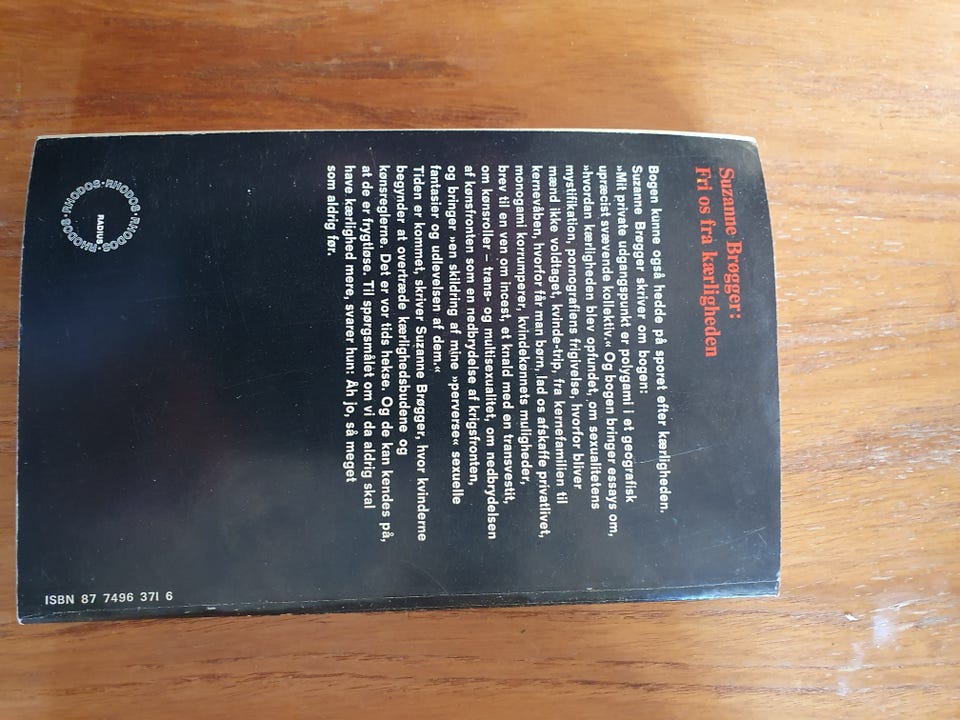 Suzanne Brøgger:
Fri os fra kærligheden
Bogen kunne også hedde på sporet efter kærligheden.
Suzanne Brøgger skriver om bogen:
»Mit private udgangspunkt er polygami i et geografisk
upræcist svævende kollektiv.« Og bogen bringer essays om,
»hvordan kærligheden blev opfundet, om sexualitetens
mystifikation, pornografiens frigivelse, hvorfor bliver
mænd ikke voldtaget, kvinde-trip, fra kernefamilien til
kernevåben, hvorfor får man børn, lad os afskaffe privatlivet,
monogami korrumperer, kvindekønnets muligheder,
brev til en ven om incest, et knald med en transvestit,
om kønsroller – trans- og multisexualitet, om nedbrydelsen
af kønsfronten som en nedbrydelse af krigsfronten,
og bringer »en skildring af mine »perverse« sexuelle
fantasier og udlevelsen af dem.«
Tiden er kommet, skriver Suzanne Brøgger, hvor kvinderne
begynder at overtræde kærlighedsbudene og
kønsreglerne. Det er vor tids hekse. Og de kan kendes på,
at de er frygtløse. Til spørgsmålet om vi da aldrig skal
have kærlighed mere, svarer hun: Åh jo, så meget
som aldrig før.
RHODOS·RHODOS·RHODOS·RHODOS·
RADIUS
ISBN 87 7496 371 6